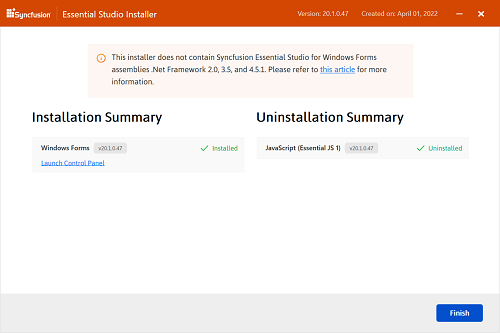 Syncfusion Essential Studio Installer Version: 20.1.0.47 Created on: April 01, 2022
This installer does not contain Syncfusion Essential Studio for Windows Forms
assemblies .Net Framework 2.0, 3.5, and 4.5.1. Please refer to this article for more
information.
Installation Summary
Windows Forms v20.1.0.47 Installed
Launch Control Panel
Uninstallation Summary
JavaScript (Essential JS 1) v20.1.0.47 Uninstalled
Finish